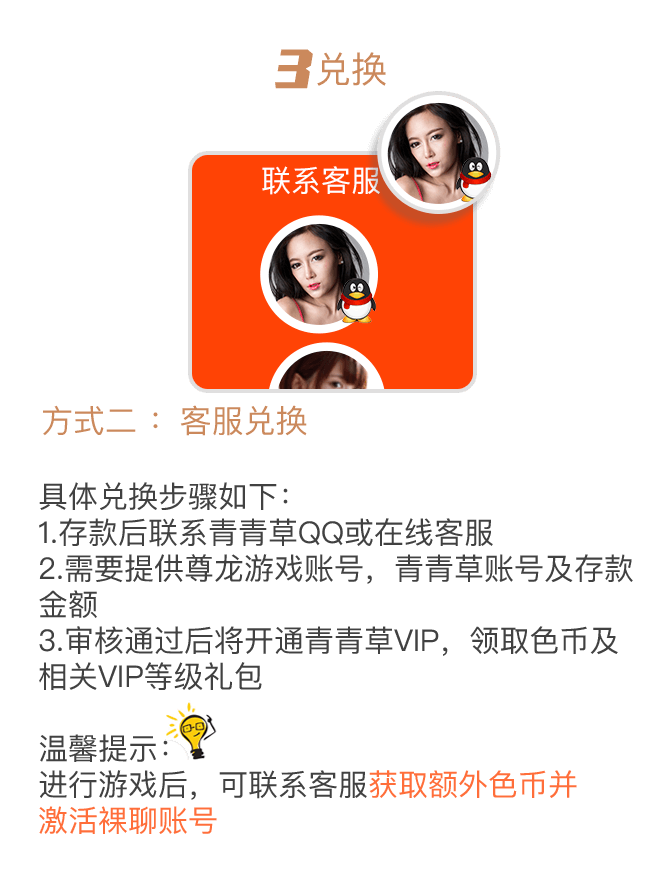 3兑换
联系客服
方式二：客服兑换
具体兑换步骤如下：
1.存款后联系青青草QQ或在线客服
2.需要提供尊龙游戏账号，青青草账号及存款
金额
3.审核通过后将开通青青草VIP，领取色币及
相关VIP等级礼包
温馨提示：
进行游戏后，可联系客服获取额外色币并
激活裸聊账号